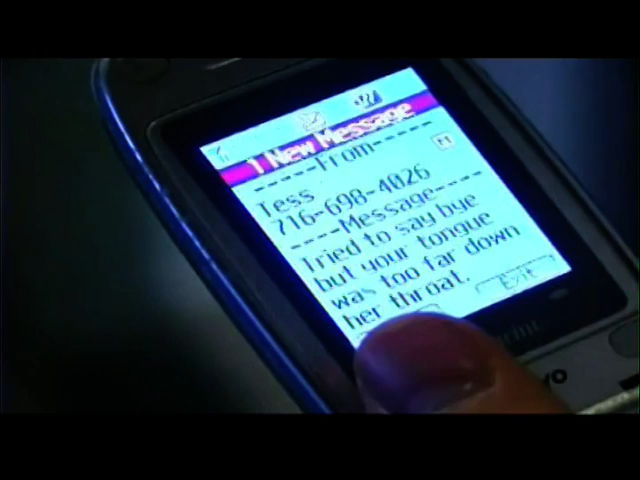 1 New Message
-----From-----
Tess
716-698-4026
----Message----
Tried to say bye
but your tongue
was too far down
her throat.
Exit